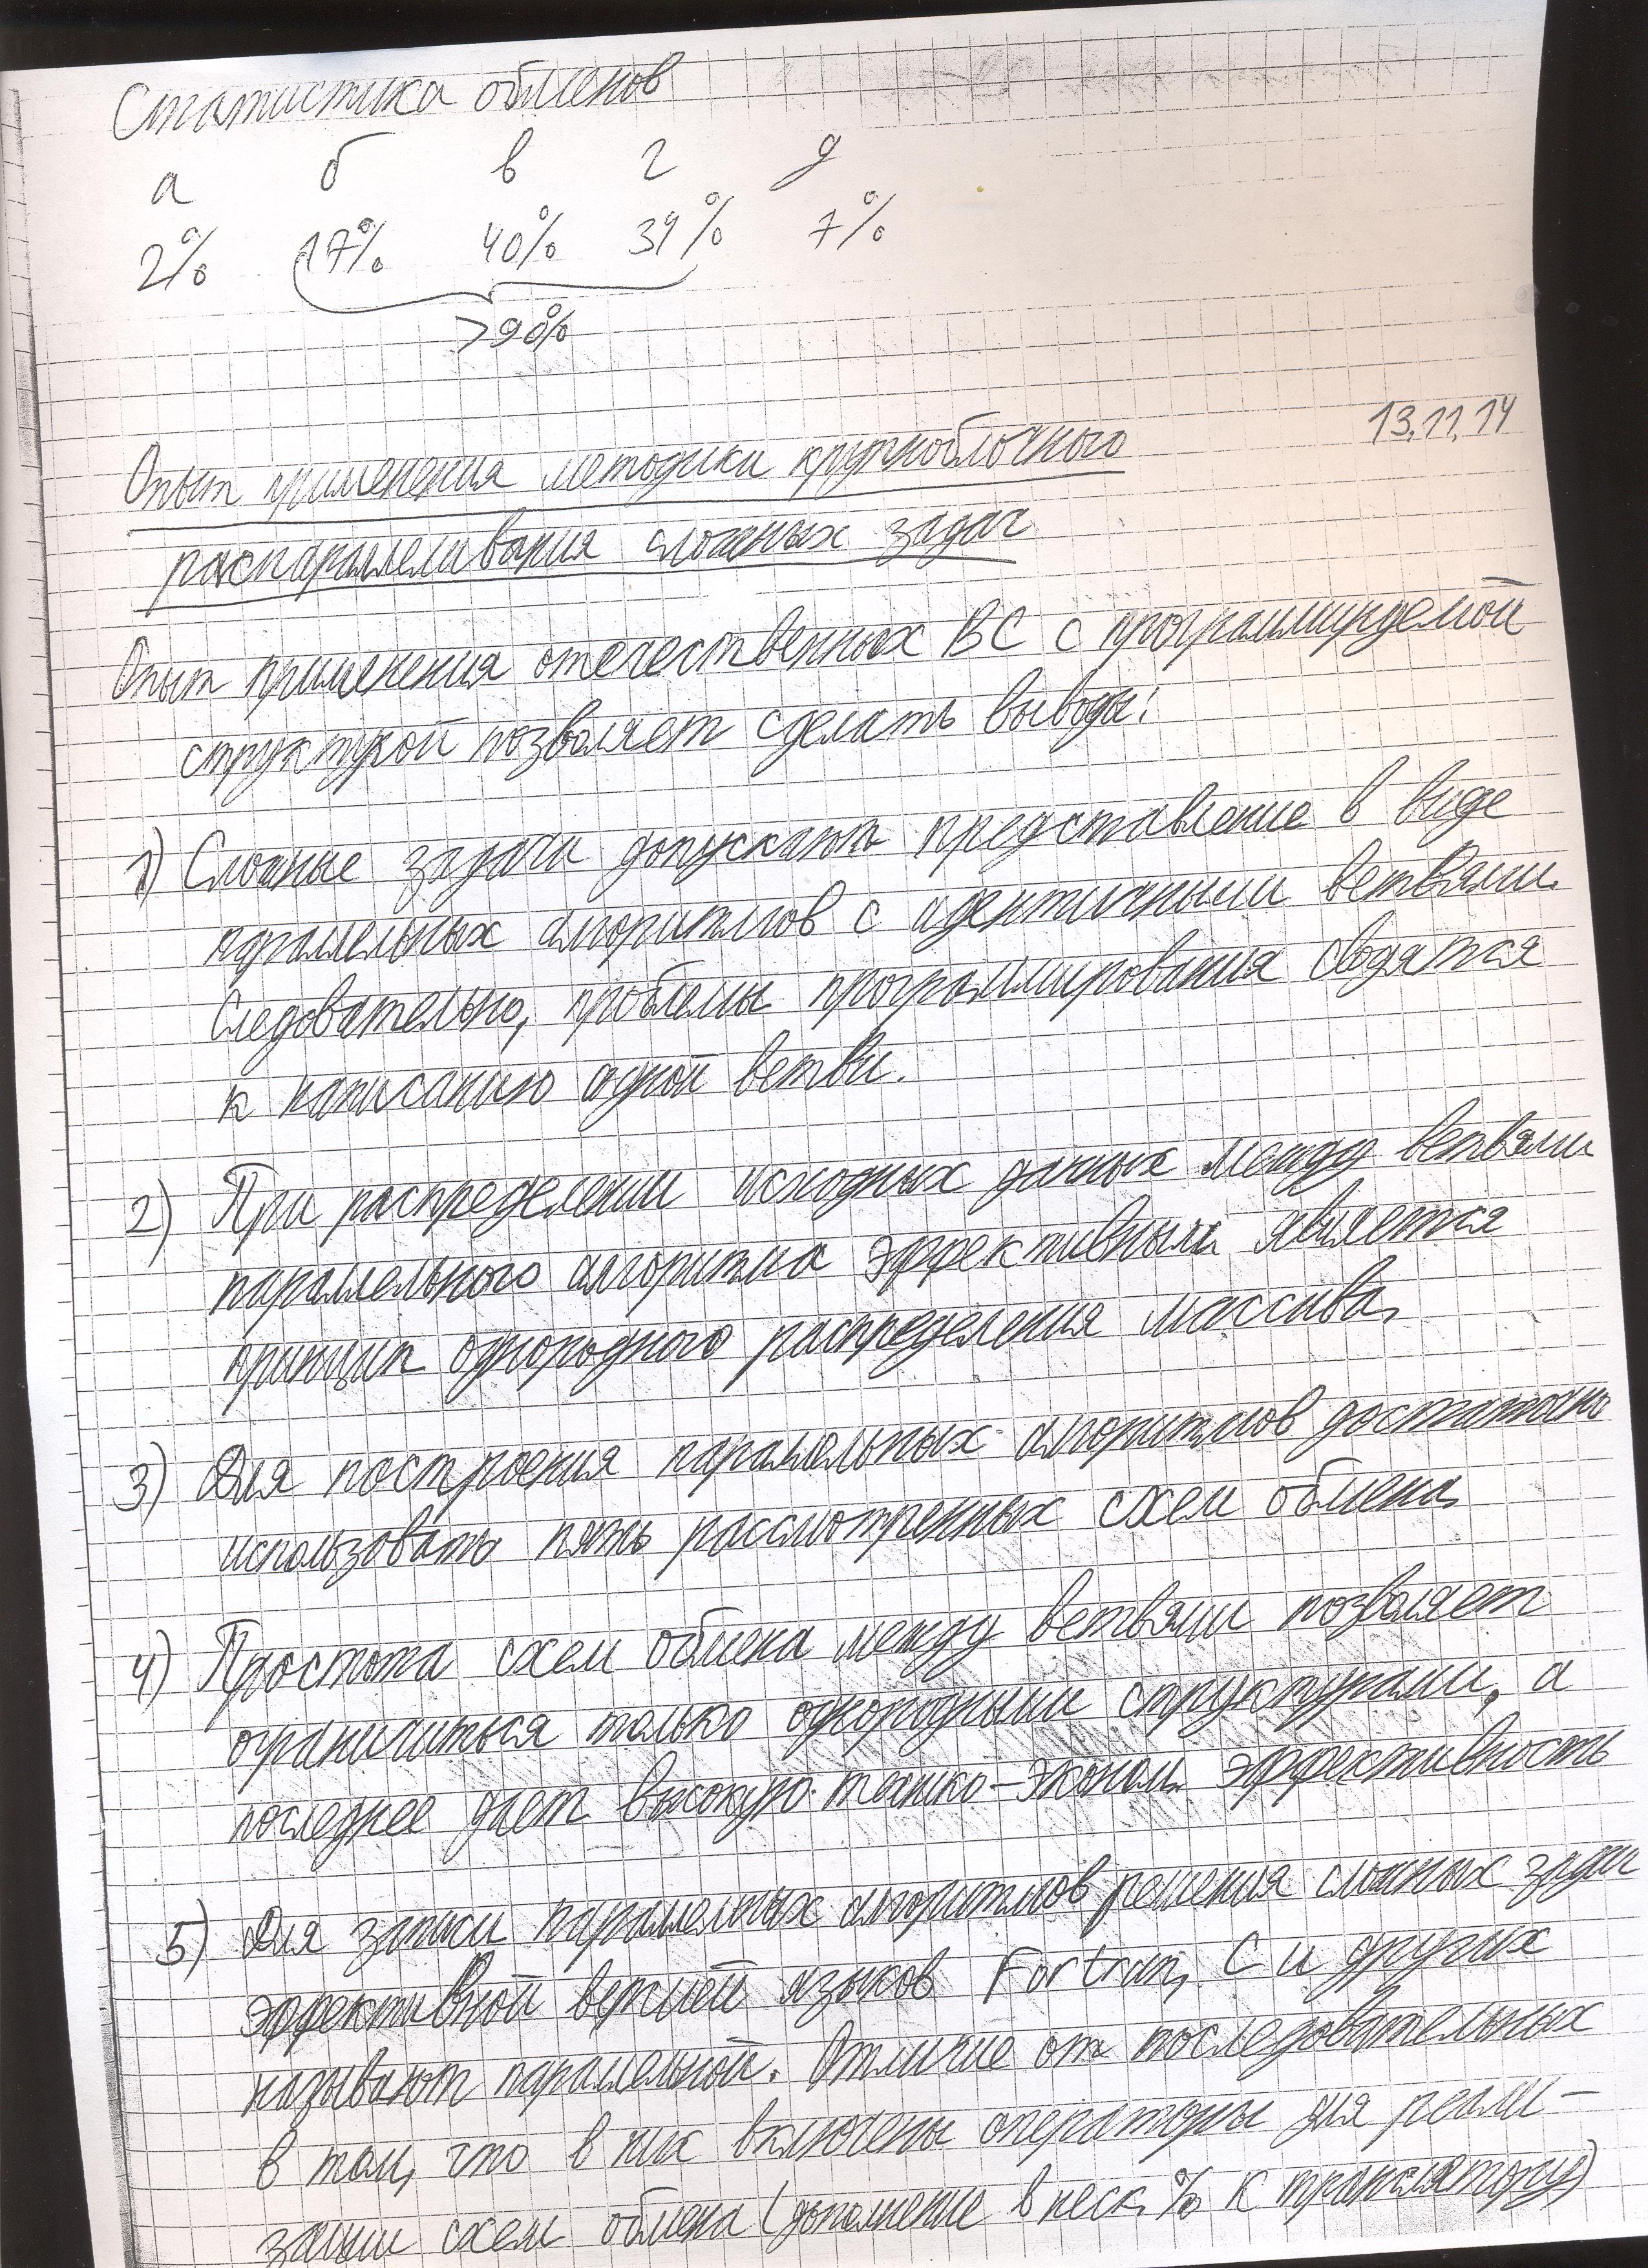 Статистика обменов
а б в г д
2% 17% 40% 34% 7%
>90%
13.11.14
Опыт применения методики крупноблочного
распараллеливания сложных задач
Опыт применения отечественных ВС с программируемой
структурой позволяет сделать выводы:
1) Сложные задачи допускают представление в виде
параллельных алгоритмов с идентичными ветвями.
Следовательно, проблемы программирования сводятся
к написанию одной ветви.
2) При распределении исходных данных между ветвями
параллельного алгоритма эффективным является
принцип однородного распределения массива.
3) Для построения параллельных алгоритмов достаточно
использовать пять рассмотренных схем обмена.
4) Простота схем обмена между ветвями позволяет
ограничиться только однородными структурами, а
последнее дает высокую технико-эконом. эффективность
5) Для записи параллельных алгоритмов решения сложных задач
эффективной версией языков Fortran, C и других
называют параллельной. Отличие от последовательных
в том, что в них включены операторы для реали-
зации схем обмена (дополнение в неск. % к транслятору)